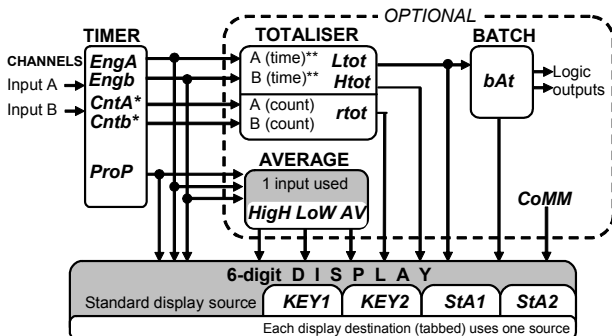 OPTIONAL
TIMER
TOTALISER
BATCH
CHANNELS
Input A
Input B
EngA
Engb
CntA*
Cntb*
ProP
A (time)**
B (time)**
A (count)
B (count)
Ltot
Htot
rtot
bAt
Logic
outputs
AVERAGE
1 input used
HigH LoW AV
CoMM
6-digit D I S P L A Y
Standard display source
KEY1
KEY2
StA1
StA2
Each display destination (tabbed) uses one source